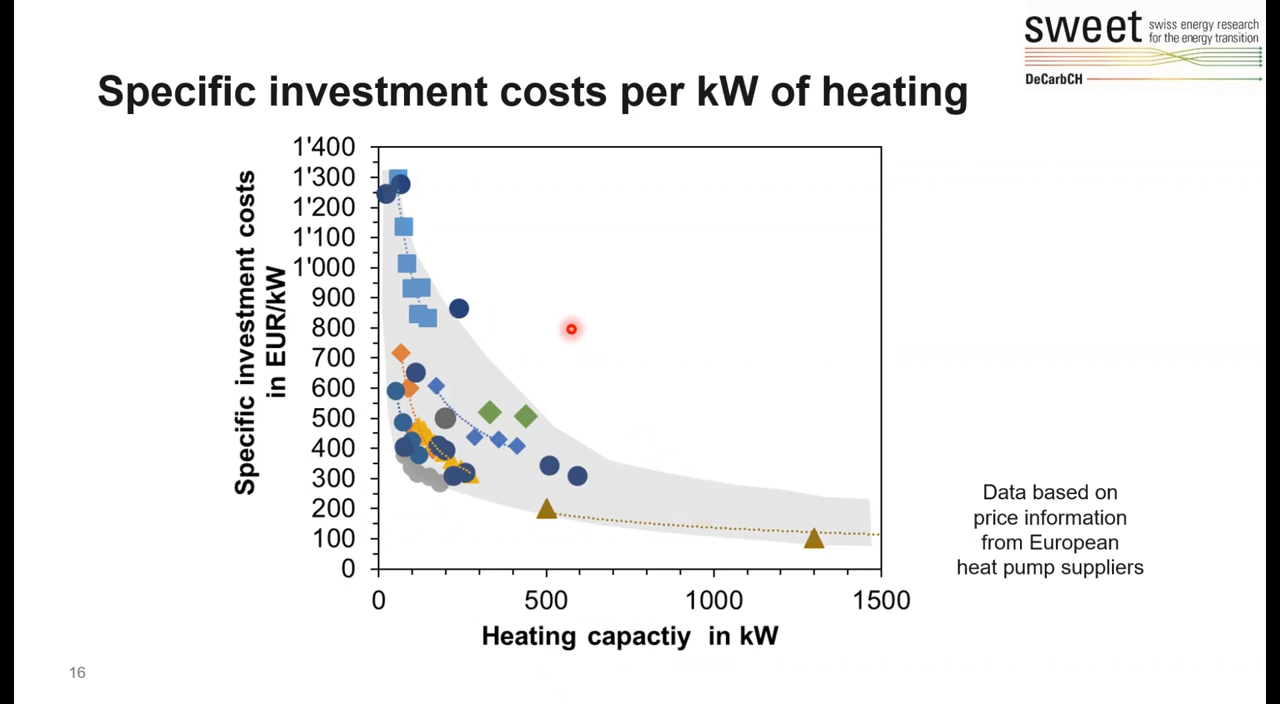 sweet swiss energy research
for the energy transition
DeCarbCH
Specific investment costs per kW of heating
Specific investment costs
in EUR/kW
1'400
1'300
1'200
1'100
1'000
900
800
700
600
500
400
300
200
100
0
0 500 1000 1500
Heating capactiy in kW
Data based on
price information
from European
heat pump suppliers
16